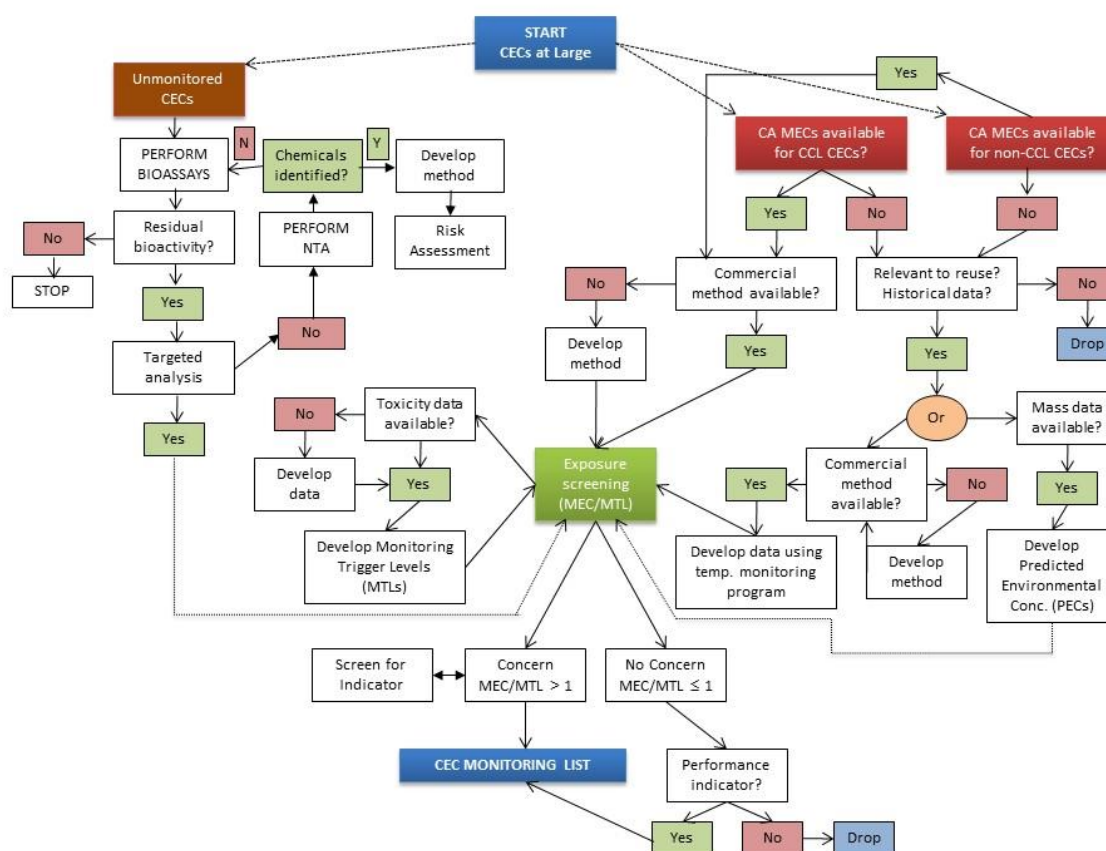 START
CECs at Large
Unmonitored
CECs
Yes
CA MECs available
for CCL CECs?
CA MECs available
for non-CCL CECs?
PERFORM
BIOASSAYS
N
Chemicals
identified?
Y
Develop
method
Yes
No
No
No
Residual
bioactivity?
PERFORM
NTA
Risk
Assessment
STOP
Yes
No
Commercial
method available?
Relevant to reuse?
Historical data?
No
No
Targeted
analysis
Develop
method
Yes
Yes
Drop
Yes
No
Toxicity data
available?
Or
Mass data
available?
Develop
data
Yes
Exposure
screening
(MEC/MTL)
Yes
Commercial
method
available?
No
Yes
Develop Monitoring
Trigger Levels
(MTLs)
Develop data using
temp. monitoring
program
Develop
method
Develop
Predicted
Environmental
Conc. (PECs)
Screen for
Indicator
Concern
MEC/MTL > 1
No Concern
MEC/MTL ≤ 1
CEC MONITORING LIST
Performance
indicator?
Yes
No
Drop